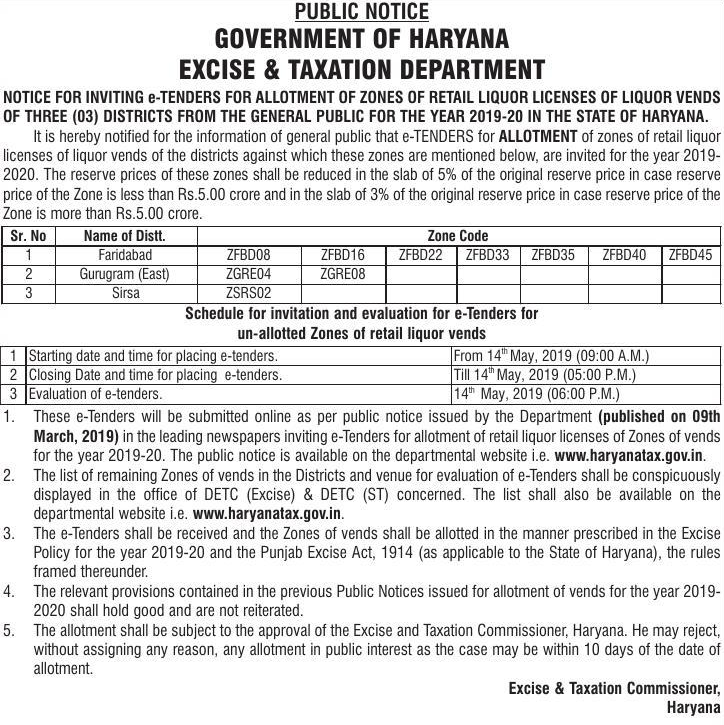 PUBLIC NOTICE
GOVERNMENT OF HARYANA
EXCISE & TAXATION DEPARTMENT
NOTICE FOR INVITING e-TENDERS FOR ALLOTMENT OF ZONES OF RETAIL LIQUOR LICENSES OF LIQUOR VENDS
OF THREE (03) DISTRICTS FROM THE GENERAL PUBLIC FOR THE YEAR 2019-20 IN THE STATE OF HARYANA.
It is hereby notified for the information of general public that e-TENDERS for ALLOTMENT of zones of retail liquor
licenses of liquor vends of the districts against which these zones are mentioned below, are invited for the year 2019-
2020. The reserve prices of these zones shall be reduced in the slab of 5% of the original reserve price in case reserve
price of the Zone is less than Rs.5.00 crore and in the slab of 3% of the original reserve price in case reserve price of the
Zone is more than Rs.5.00 crore.
Sr. No Name of Distt. Zone Code
1 Faridabad ZFBD08 ZFBD16 ZFBD22 ZFBD33 ZFBD35 ZFBD40 ZFBD45
2 Gurugram (East) ZGRE04 ZGRE08
3 Sirsa ZSRS02
Schedule for invitation and evaluation for e-Tenders for
un-allotted Zones of retail liquor vends
1 Starting date and time for placing e-tenders. From 14th May, 2019 (09:00 A.M.)
2 Closing Date and time for placing e-tenders. Till 14th May, 2019 (05:00 P.M.)
3 Evaluation of e-tenders. 14th May, 2019 (06:00 P.M.)
1. These e-Tenders will be submitted online as per public notice issued by the Department (published on 09th
March, 2019) in the leading newspapers inviting e-Tenders for allotment of retail liquor licenses of Zones of vends
for the year 2019-20. The public notice is available on the departmental website i.e. www.haryanatax.gov.in.
2. The list of remaining Zones of vends in the Districts and venue for evaluation of e-Tenders shall be conspicuously
displayed in the office of DETC (Excise) & DETC (ST) concerned. The list shall also be available on the
departmental website i.e. www.haryanatax.gov.in.
3. The e-Tenders shall be received and the Zones of vends shall be allotted in the manner prescribed in the Excise
Policy for the year 2019-20 and the Punjab Excise Act, 1914 (as applicable to the State of Haryana), the rules
framed thereunder.
4. The relevant provisions contained in the previous Public Notices issued for allotment of vends for the year 2019-
2020 shall hold good and are not reiterated.
5. The allotment shall be subject to the approval of the Excise and Taxation Commissioner, Haryana. He may reject,
without assigning any reason, any allotment in public interest as the case may be within 10 days of the date of
allotment.
Excise & Taxation Commissioner,
Haryana